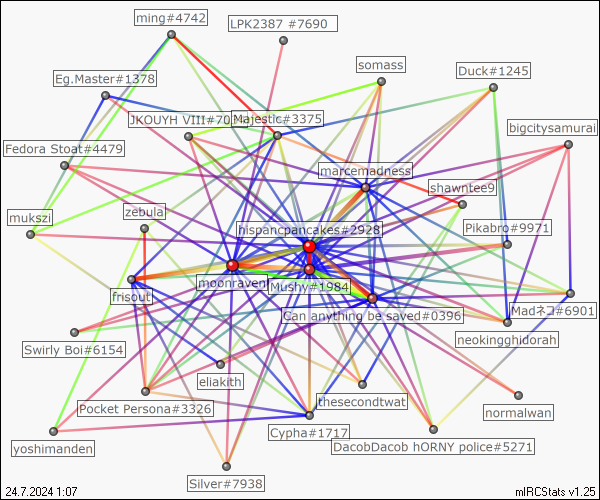 ming#4742
LPK2387 #7690
somass
Duck#1245
Eg.Master#1378
JKOUYH VIII#70
Majestic#3375
bigcitysamurai
Fedora Stoat#4479
marcemadness
shawntee9
mukszi
zebula
hispancpancakes#2928
Pikabro#9971
moonraven
Mushy#1984
frisout
Can anything be saved#0396
Madネコ#6901
neokingghidorah
Swirly Boi#6154
eliakith
thesecondtwat
normalwan
Pocket Persona#3326
Cypha#1717
DacobDacob hORNY police#5271
yoshimanden
Silver#7938
24.7.2024 1:07
mIRCStats v1.25